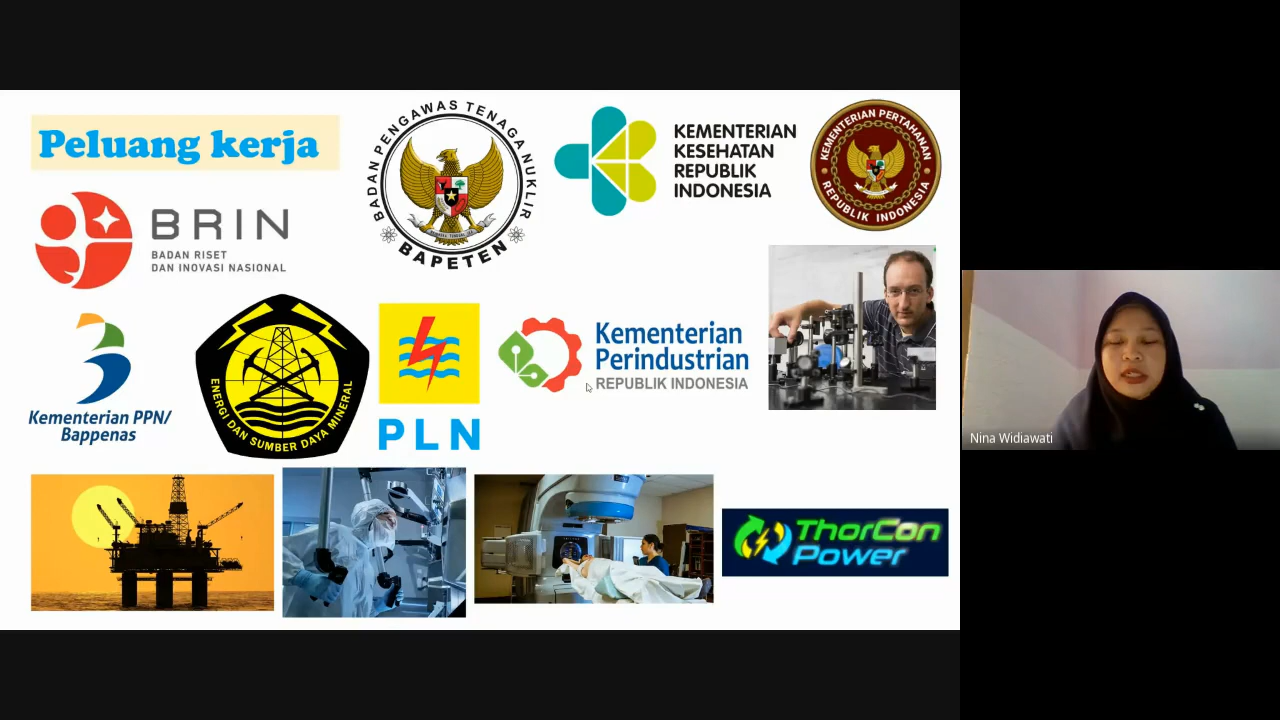 Peluang kerja
BADAN PENGAWAS TENAGA NUKLIR
BAPETEN
KEMENTERIAN
KESEHATAN
REPUBLIK
INDONESIA
KEMENTERIAN PERTAHANAN
REPUBLIK INDONESIA
BRIN
BADAN RISET
DAN INOVASI NASIONAL
Kementerian PPN/
Bappenas
ENERGI DAN SUMBER DAYA MINERAL
PLN
Kementerian
Perindustrian
REPUBLIK INDONESIA
ThorCon
Power
Nina Widiawati